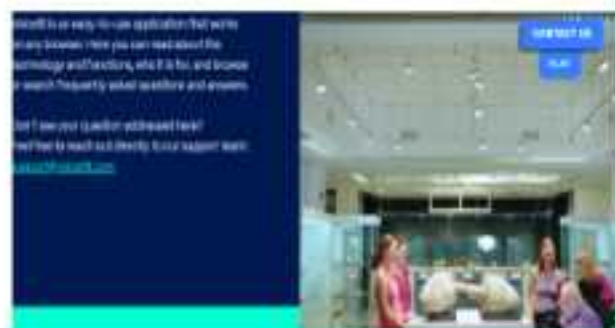 is an easy-to-use application that works
on any browser. Here you can read about the
technology and functions, who it is for, and browse
or search frequently asked questions and answers.
Don't see your question addressed here?
Feel free to reach out directly to our support team:
CONTACT US